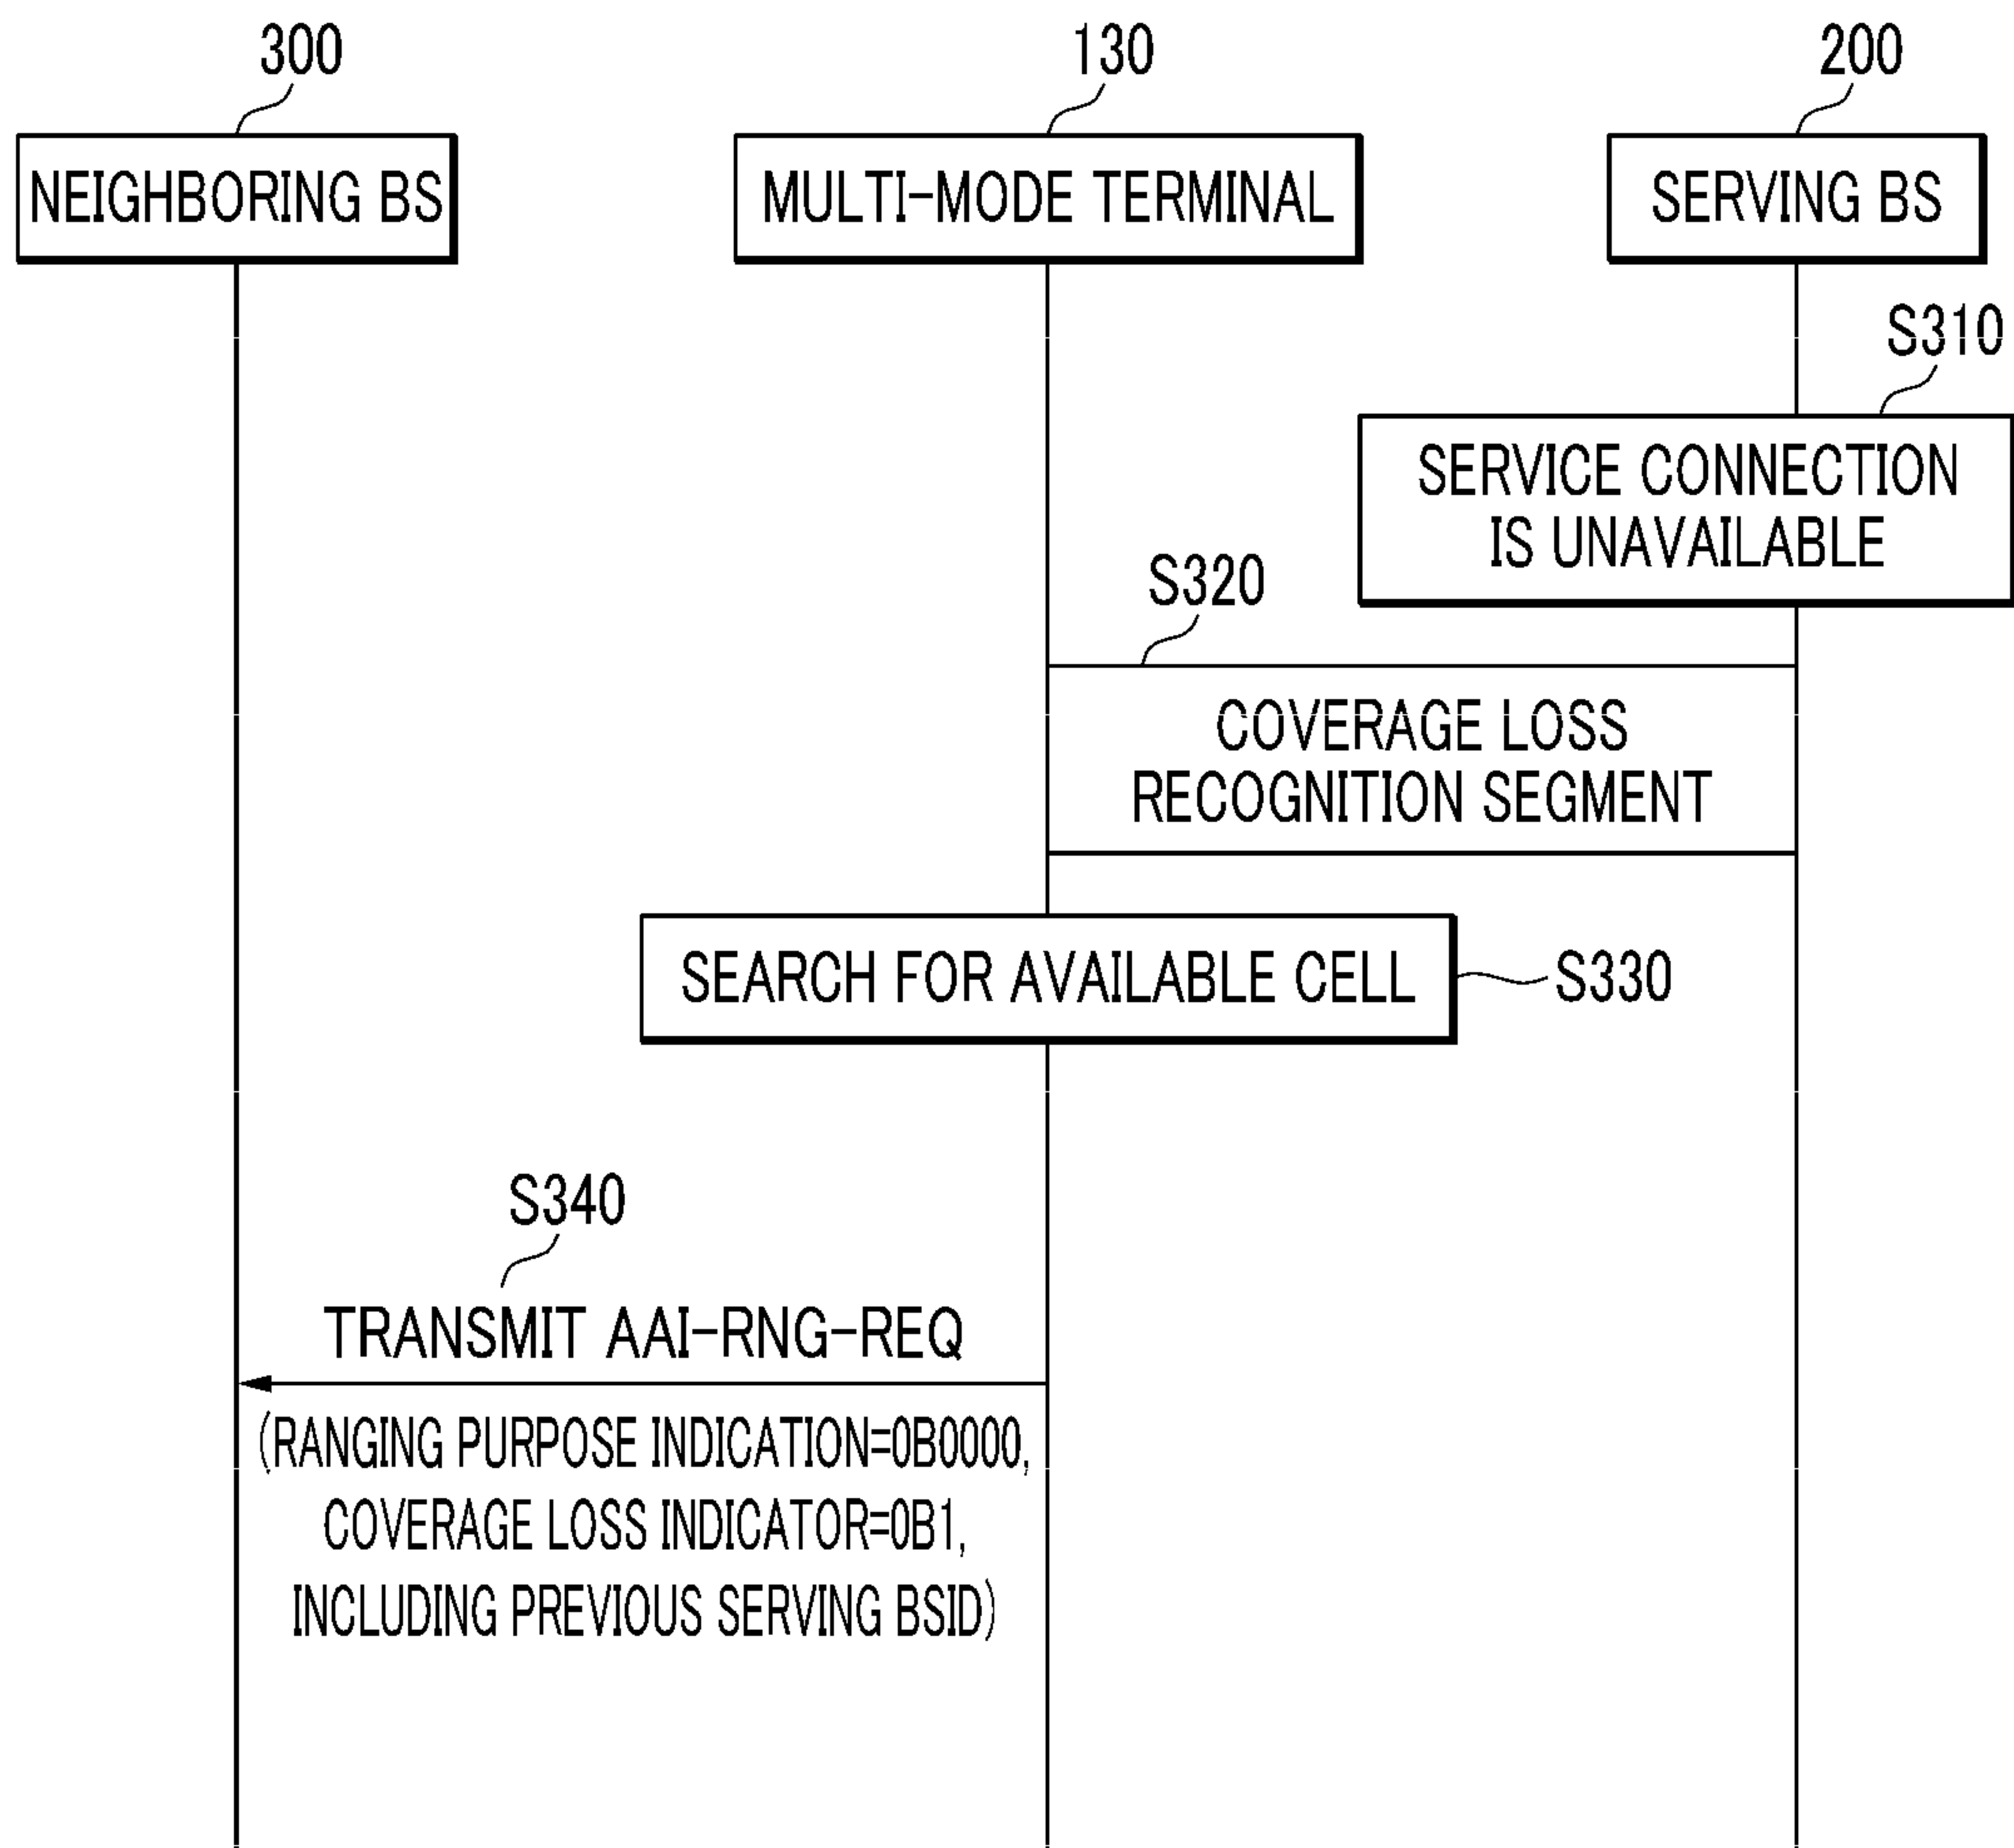 300
130
200
NEIGHBORING BS
MULTI-MODE TERMINAL
SERVING BS
S310
SERVICE CONNECTION
IS UNAVAILABLE
S320
COVERAGE LOSS
RECOGNITION SEGMENT
SEARCH FOR AVAILABLE CELL
S330
S340
TRANSMIT AAI-RNG-REQ
(RANGING PURPOSE INDICATION=0B0000,
COVERAGE LOSS INDICATOR=0B1,
INCLUDING PREVIOUS SERVING BSID)